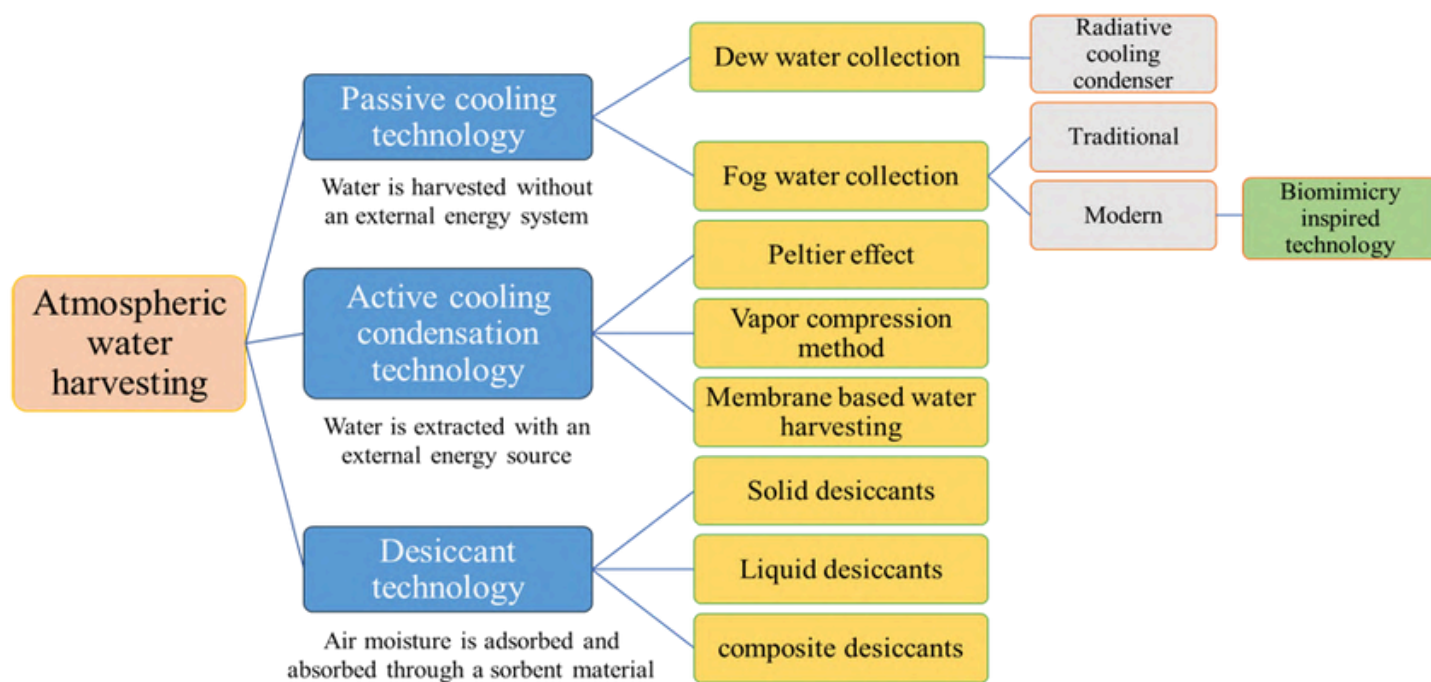 Atmospheric
water
harvesting
Passive cooling
technology
Water is harvested without
an external energy system
Active cooling
condensation
technology
Water is extracted with an
external energy source
Desiccant
technology
Air moisture is adsorbed and
absorbed through a sorbent material
Dew water collection
Fog water collection
Peltier effect
Vapor compression
method
Membrane based water
harvesting
Solid desiccants
Liquid desiccants
composite desiccants
Radiative
cooling
condenser
Traditional
Modern
Biomimicry
inspired
technology